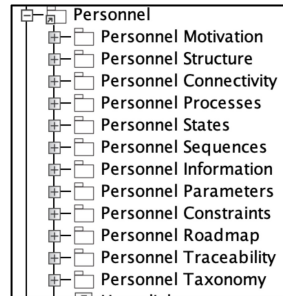 Personnel
Personnel Motivation
Personnel Structure
Personnel Connectivity
Personnel Processes
Personnel States
Personnel Sequences
Personnel Information
Personnel Parameters
Personnel Constraints
Personnel Roadmap
Personnel Traceability
Personnel Taxonomy